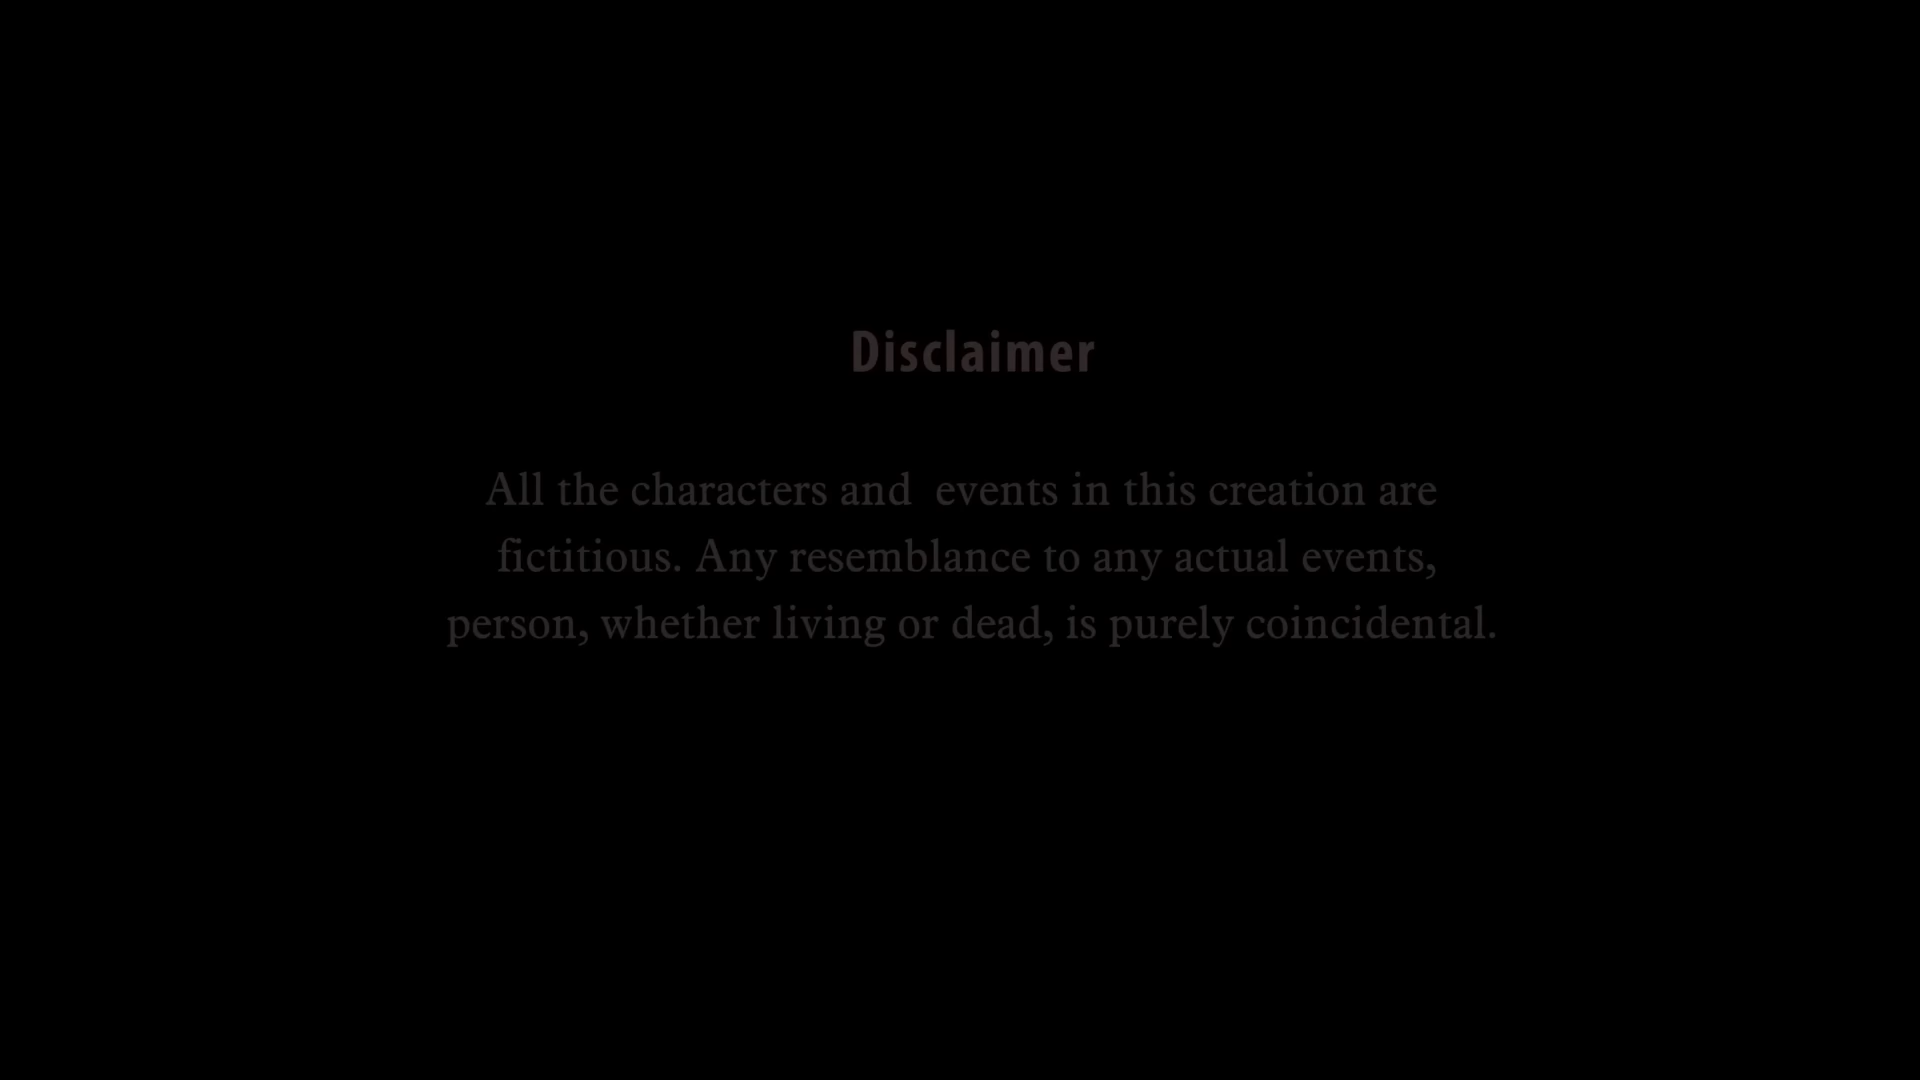 Disclaimer
All the characters and  events in this creation are
fictitious. Any resemblance to any actual events,
person, whether living or dead, is purely coincidental.